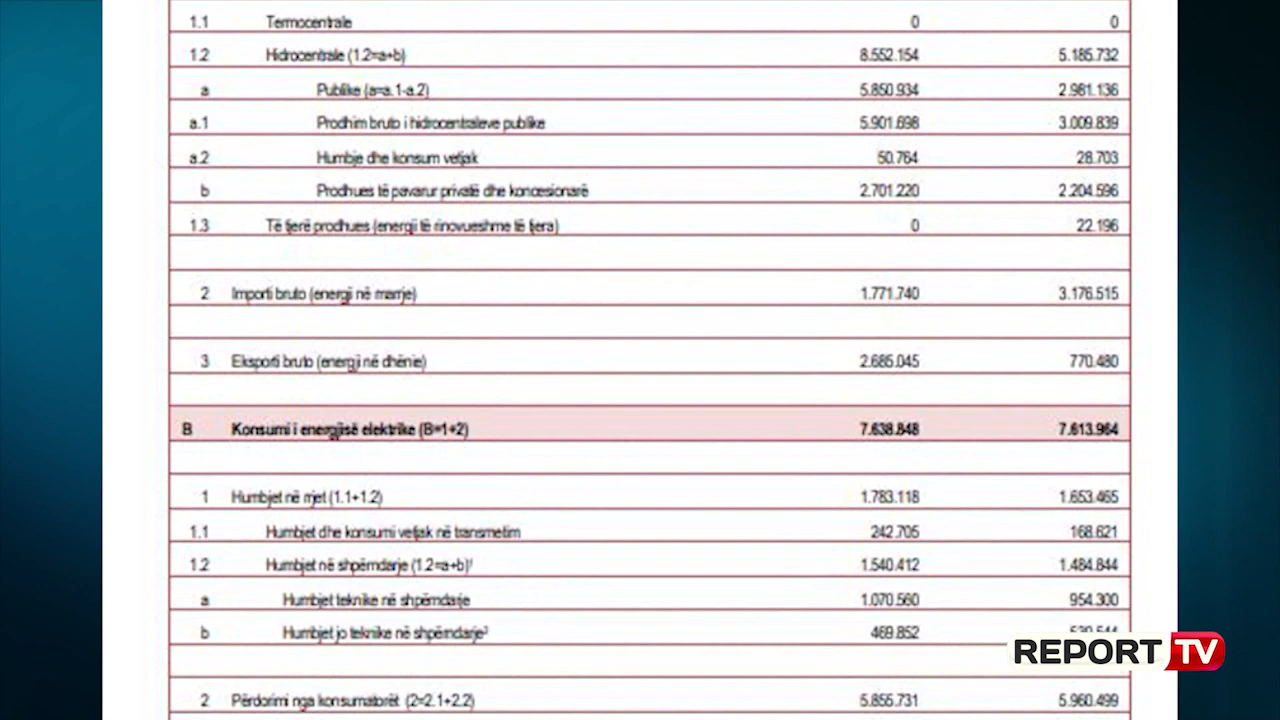 1.1 Termocentrale 0 0
1.2 Hidrocentrale (1.2=a+b) 8.552.154 5.185.732
a Publike (a=a.1-a.2) 5.850.934 2.981.136
a.1 Prodhim bruto i hidrocentraleve publike 5.901.698 3.009.839
a.2 Humbje dhe konsum vetjak 50.764 28.703
b Prodhues të pavarur privatë dhe koncesionarë 2.701.220 2.204.596
1.3 Të tjerë prodhues (energji të rinovueshme të tjera) 0 22.196
2 Importi bruto (energji në marrje) 1.771.740 3.176.515
3 Eksporti bruto (energji në dhënie) 2.685.045 770.480
B Konsumi i energjisë elektrike (B=1+2) 7.638.848 7.613.964
1 Humbjet në rrjet (1.1+1.2) 1.783.118 1.653.465
1.1 Humbjet dhe konsumi vetjak në transmetim 242.705 168.621
1.2 Humbjet në shpërndarje (1.2=a+b)¹ 1.540.412 1.484.844
a Humbjet teknike në shpërndarje 1.070.560 954.300
b Humbjet jo teknike në shpërndarje² 469.852
REPORT TV
2 Përdorimi nga konsumatorët (2=2.1+2.2) 5.855.731 5.960.499